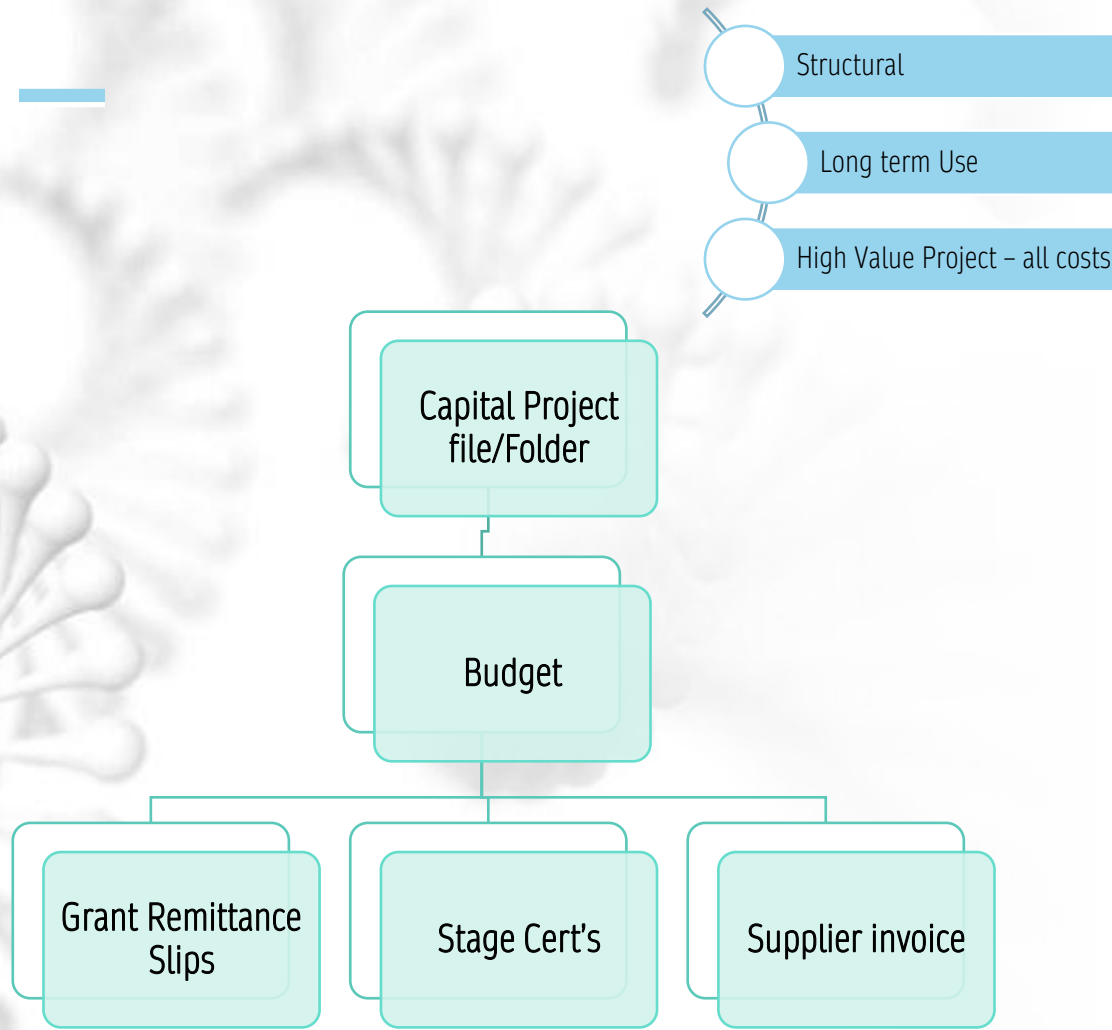 Structural
Long term Use
High Value Project – all costs
Capital Project
file/Folder
Budget
Grant Remittance
Slips
Stage Cert's
Supplier invoice